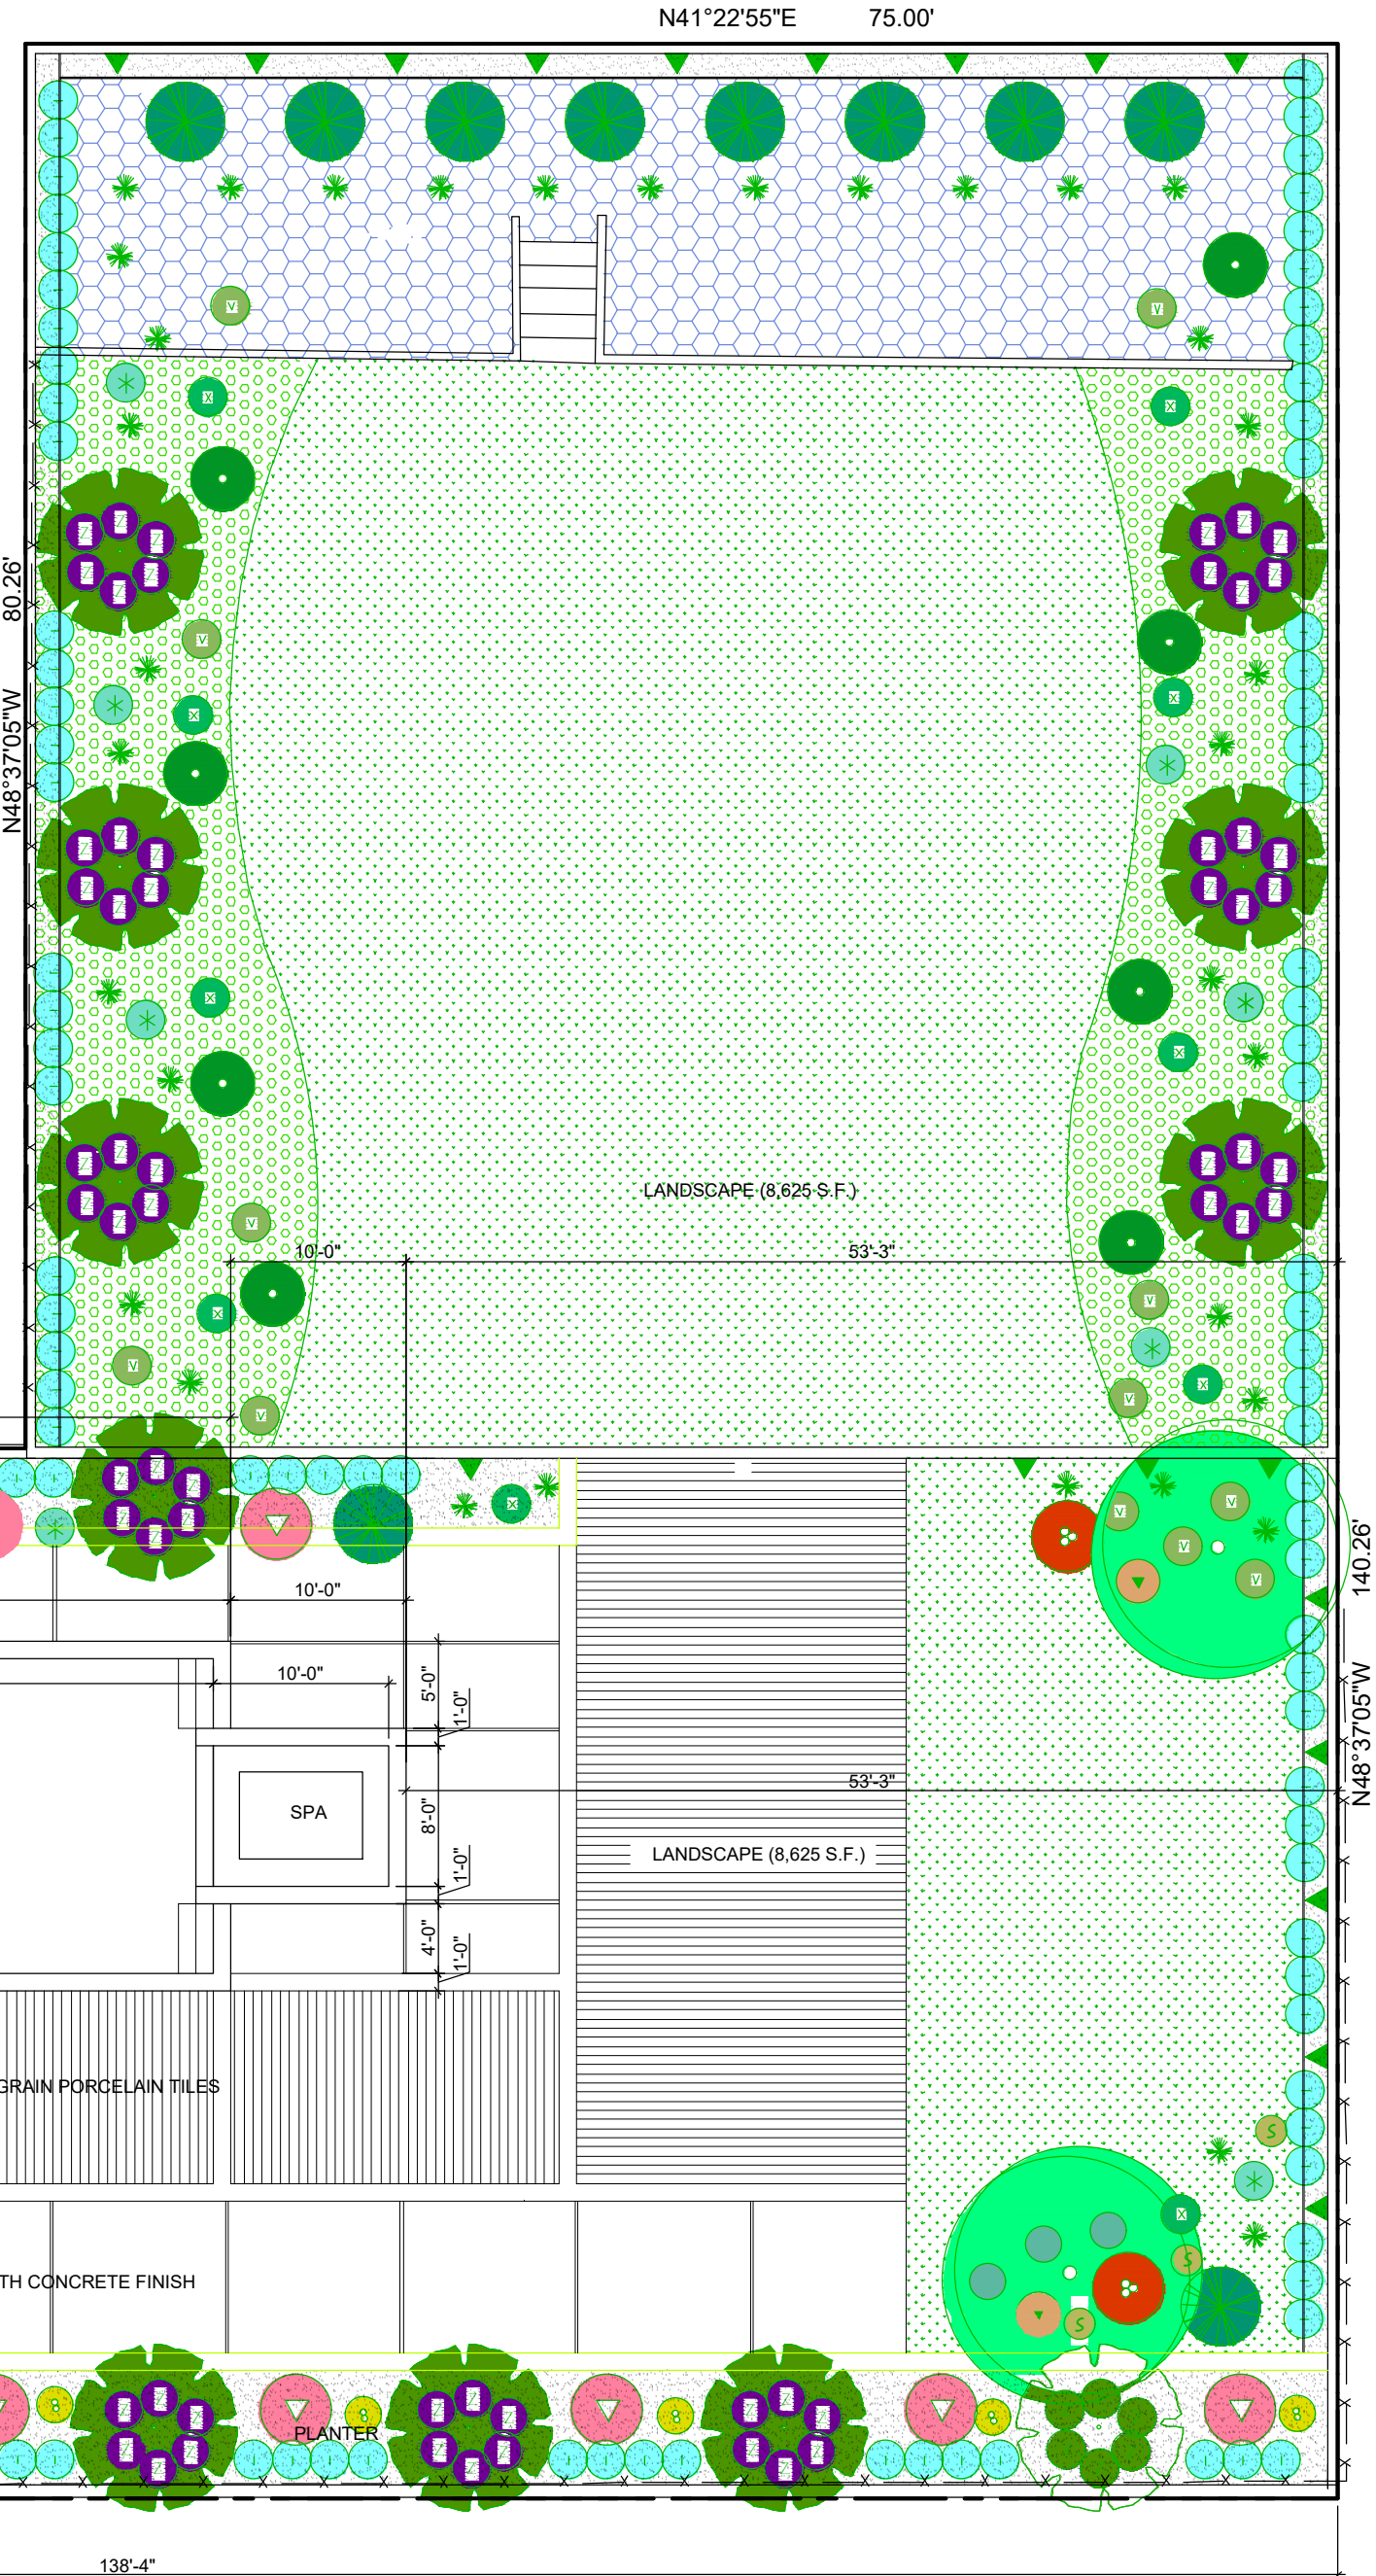 N41°22'55"E 75.00'
80.26'
N48°37'05"W
LANDSCAPE (8,625 S.F.)
10'-0" 53'-3"
140.26'
N48°37'05"W
10'-0"
10'-0"
5'-0"
1'-0"
53'-3"
SPA
8'-0"
LANDSCAPE (8,625 S.F.)
1'-0"
4'-0"
1'-0"
GRAIN PORCELAIN TILES
TH CONCRETE FINISH
PLANTER
138'-4"